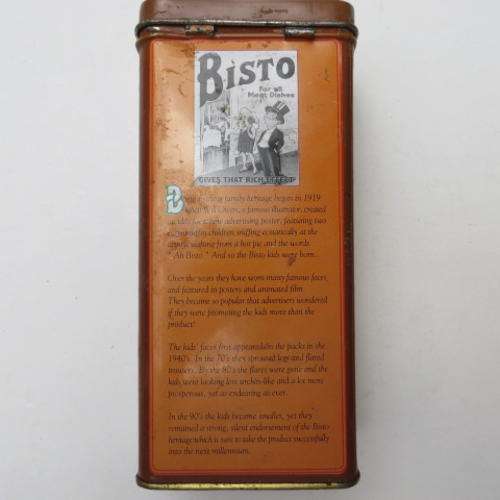 BISTO
For all
Meat Dishes
GIVES THAT RICH EFFECT
family heritage began in 1919
a famous illustrator, created
advertising poster, featuring two
children sniffing ecstatically at the
wafting from a hot pie and the words
"Ah Bisto." And so the Bisto kids were born...
Over the years they have worn many famous faces,
and featured in posters and animated film.
They became so popular that advertisers wondered
if they were promoting the kids more than the
product!
The kids' faces first appeared on the packs in the
1940's. In the 70's they sprouted legs and flared
trousers. By the 80's the flares were gone and the
kids were looking less urchin-like and a lot more
prosperous, yet as endearing as ever.
In the 90's the kids became smaller, yet they
remained a strong, silent endorsement of the Bisto
heritage which is sure to take the product successfully
into the next millennium.